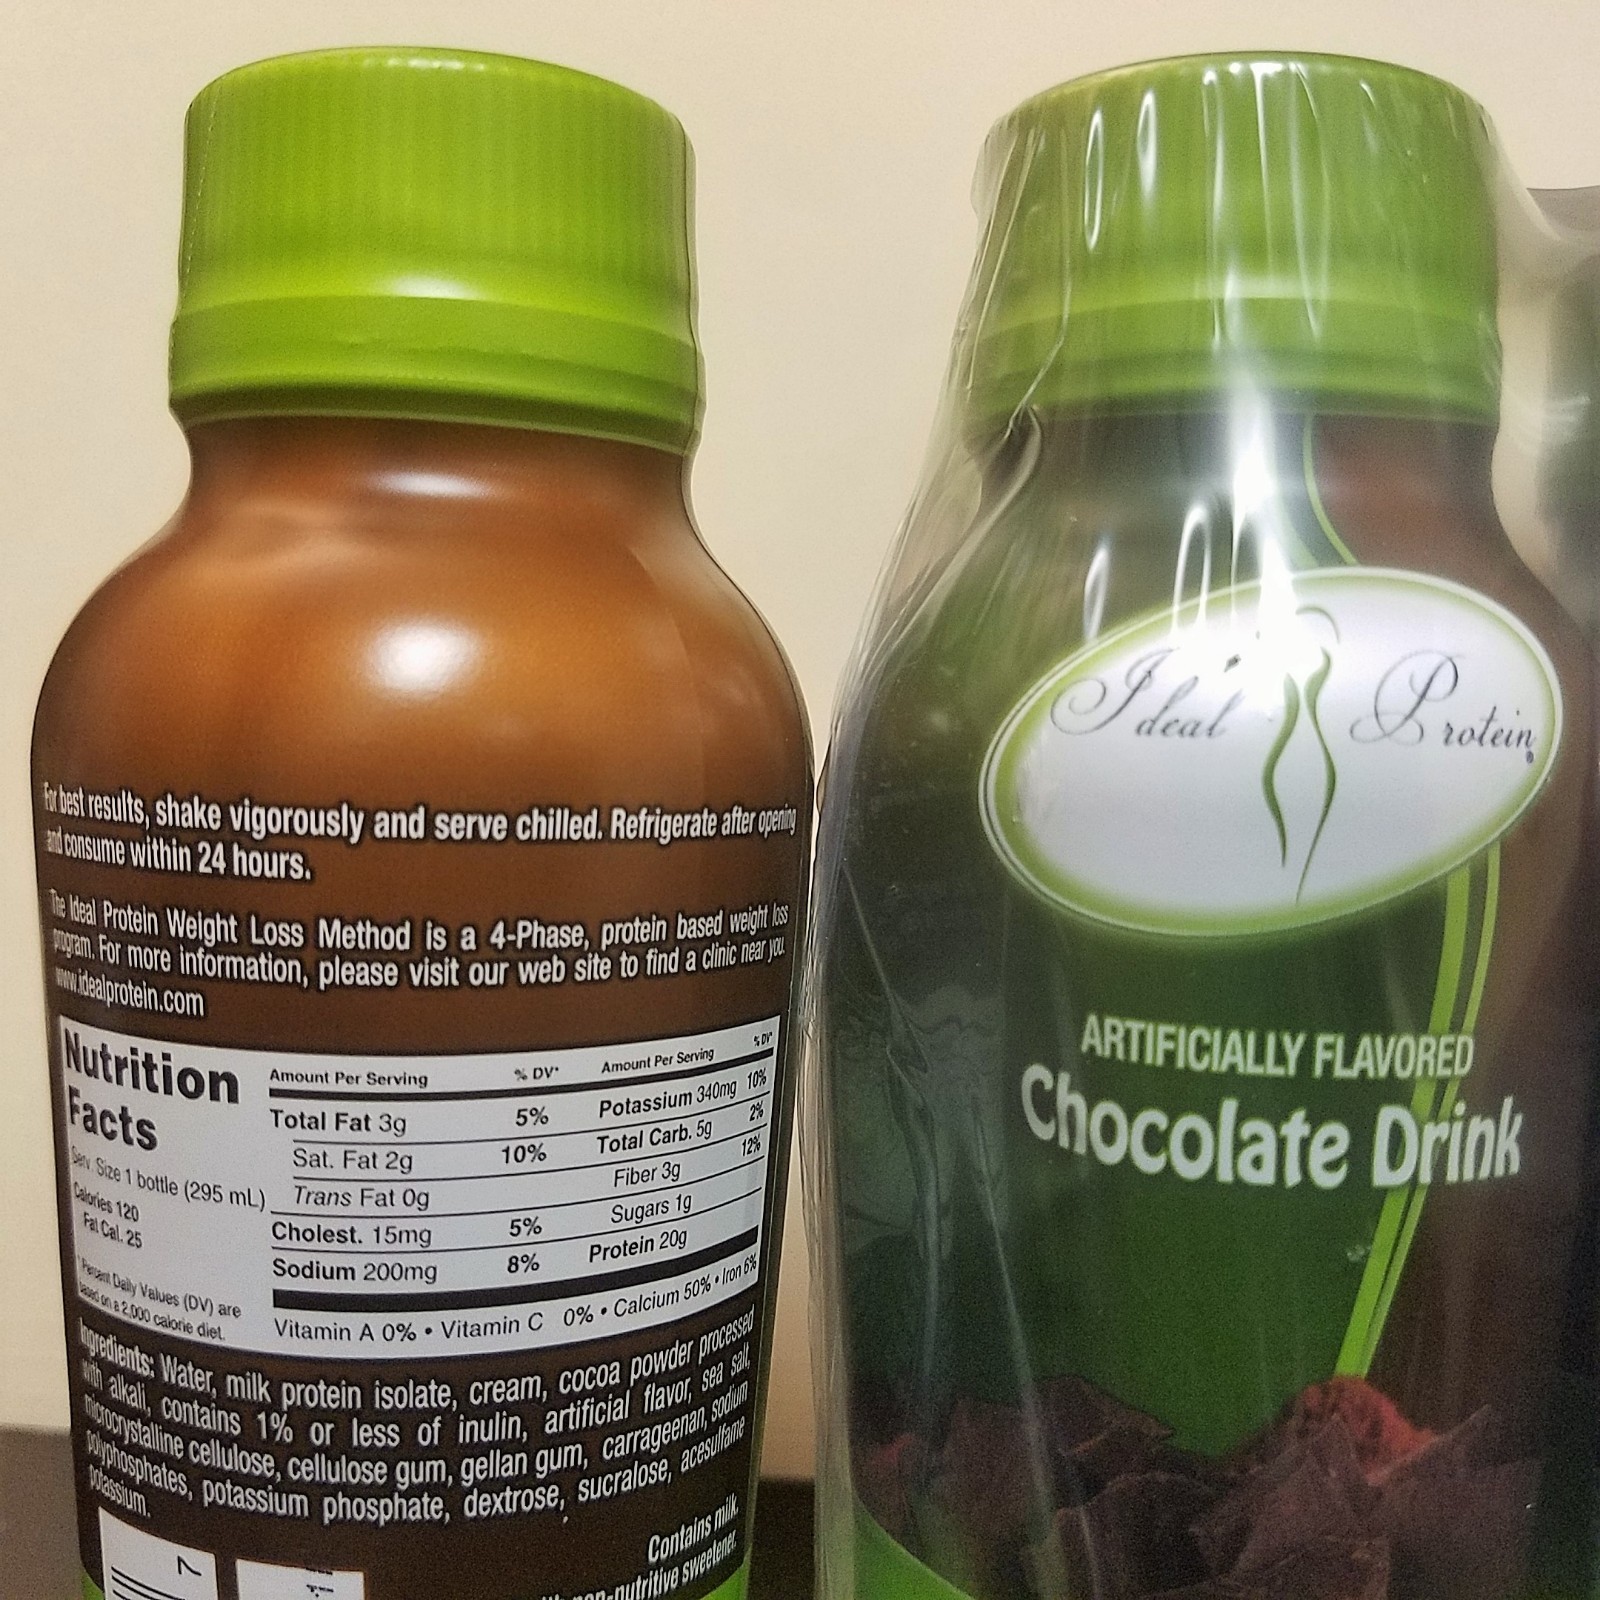 For best results, shake vigorously and serve chilled. Refrigerate after opening
and consume within 24 hours.
The Ideal Protein Weight Loss Method is a 4-Phase, protein based weight loss
program. For more information, please visit our web site to find a clinic near you.
www.idealprotein.com
Nutrition
Facts
Serv. Size 1 bottle (295 mL)
Calories 120
Fat Cal. 25
* Percent Daily Values (DV) are
based on a 2,000 calorie diet.
Amount Per Serving % DV*
Total Fat 3g 5%
Sat. Fat 2g 10%
Trans Fat 0g
Cholest. 15mg 5%
Sodium 200mg 8%
Amount Per Serving % DV*
Potassium 340mg 10%
Total Carb. 5g 2%
Fiber 3g 12%
Sugars 1g
Protein 20g
Vitamin A 0% • Vitamin C 0% • Calcium 50% • Iron 6%
Ingredients: Water, milk protein isolate, cream, cocoa powder processed
with alkali, contains 1% or less of inulin, artificial flavor, sea salt,
microcrystalline cellulose, cellulose gum, gellan gum, carrageenan, sodium
polyphosphates, potassium phosphate, dextrose, sucralose, acesulfame
potassium.
Contains milk.
non-nutritive sweetener.
Ideal Protein®
ARTIFICIALLY FLAVORED
Chocolate Drink